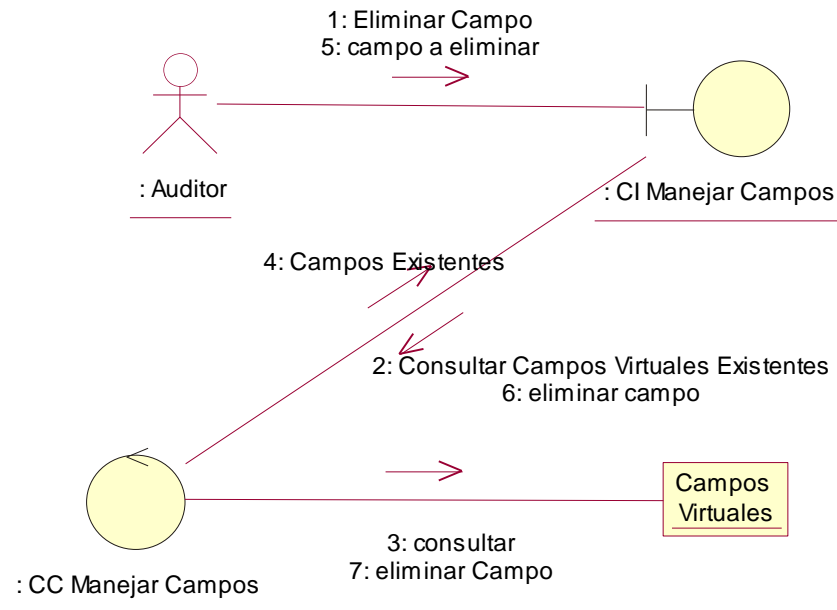 1: Eliminar Campo
5: campo a eliminar
: Auditor
: CI Manejar Campos
4: Campos Existentes
2: Consultar Campos Virtuales Existentes
6: eliminar campo
Campos
Virtuales
3: consultar
7: eliminar Campo
: CC Manejar Campos